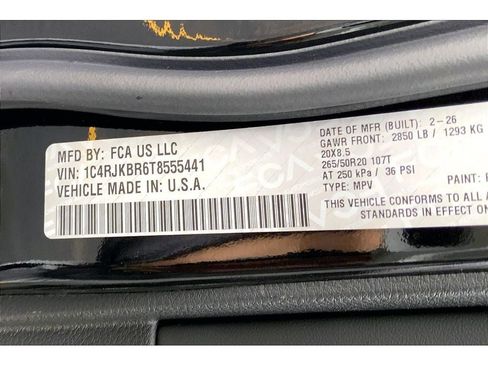 MFD BY: FCA US LLC
VIN: 1C4RJKBR6T8555441
VEHICLE MADE IN U.S.A.
DATE OF MFR (BUILT): 2-26
GAWR FRONT: 2850 LB / 1293 KG
20X8.5
265/50R20 107T
AT 250 kPa / 36 PSI
TYPE: MPV
PAINT:
CONFORMS TO ALL
STANDARDS IN EFFECT ON